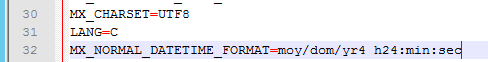 30 MX_CHARSET=UTF8
31 LANG=C
32 MX_NORMAL_DATETIME_FORMAT=moy/dom/yr4 h24:min:sec